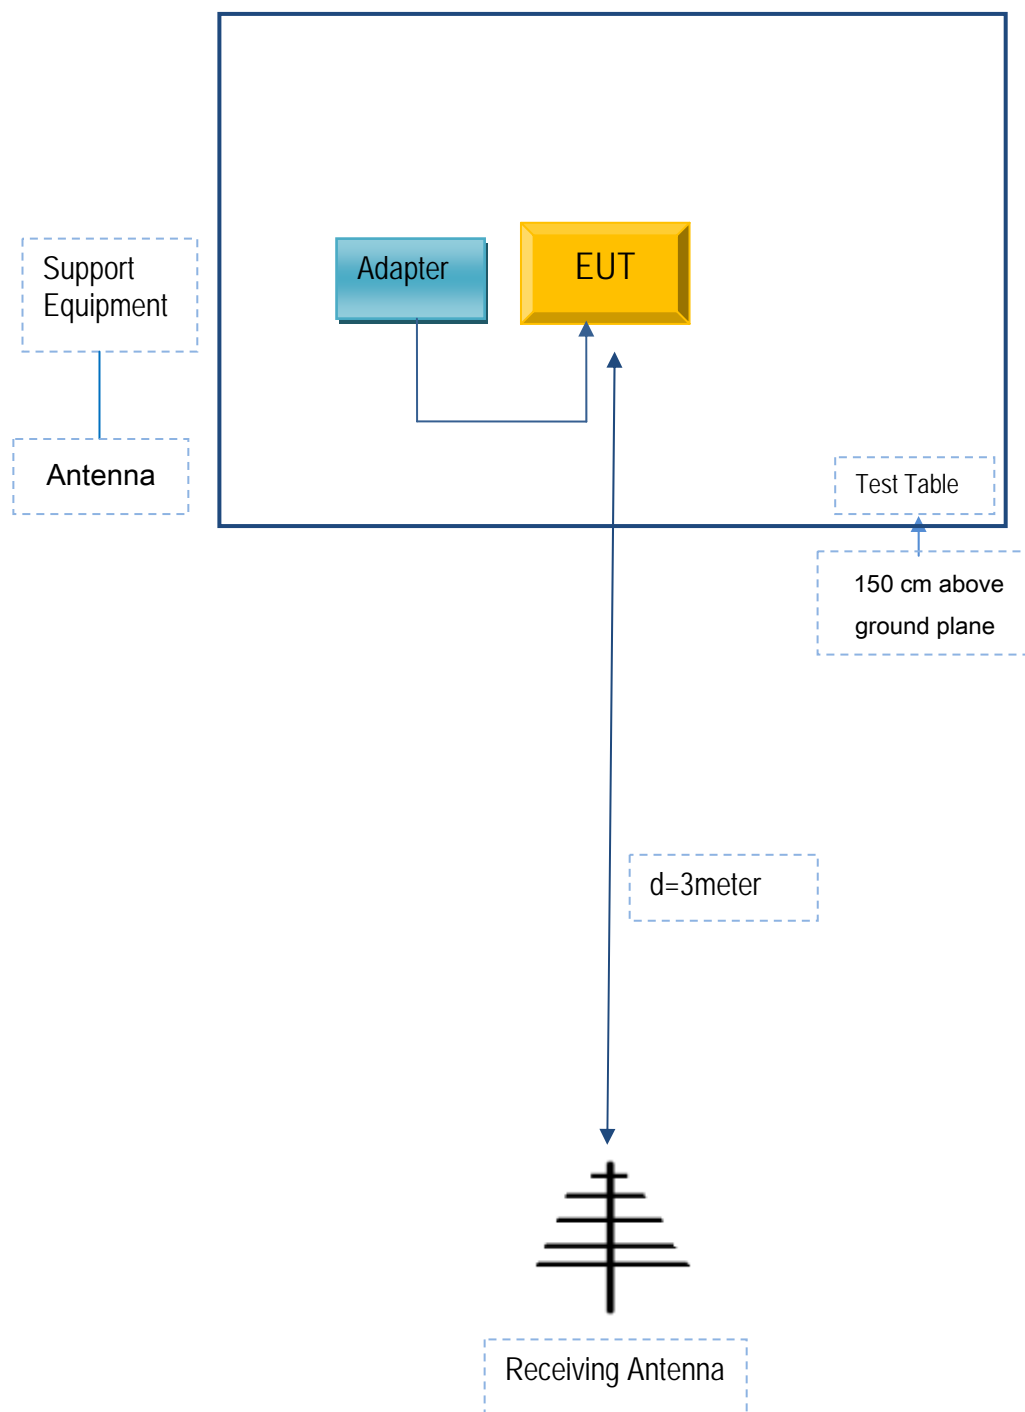 Adapter
EUT
Support
Equipment
Antenna
Test Table
150 cm above
ground plane
d=3meter
Receiving Antenna